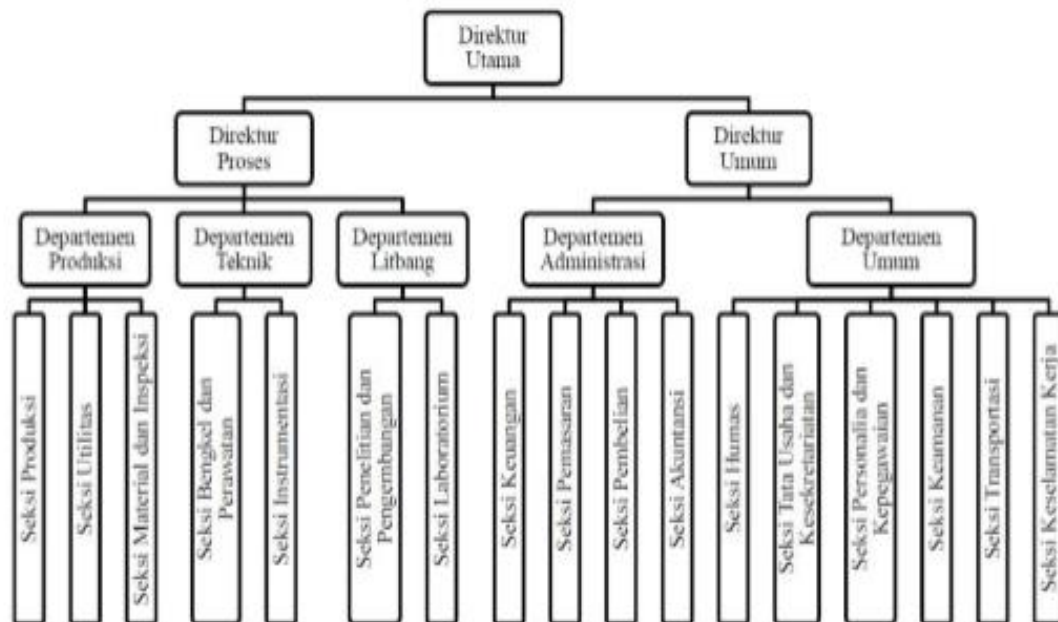 Direktur
Utama
Direktur
Proses
Direktur
Umum
Departemen
Produksi
Departemen
Teknik
Departemen
Litbang
Departemen
Administrasi
Departemen
Umum
Seksi Produksi
Seksi Utilitas
Seksi Material dan Inspeksi
Seksi Bengkel dan
Perawatan
Seksi Instrumentasi
Seksi Penelitian dan
Pengembangan
Seksi Laboratorium
Seksi Keuangan
Seksi Pemasaran
Seksi Pembelian
Seksi Akuntansi
Seksi Humas
Seksi Tata Usaha dan
Kesekretariatan
Seksi Personalia dan
Kepegawaian
Seksi Keamanan
Seksi Transportasi
Seksi Keselamatan Kerja